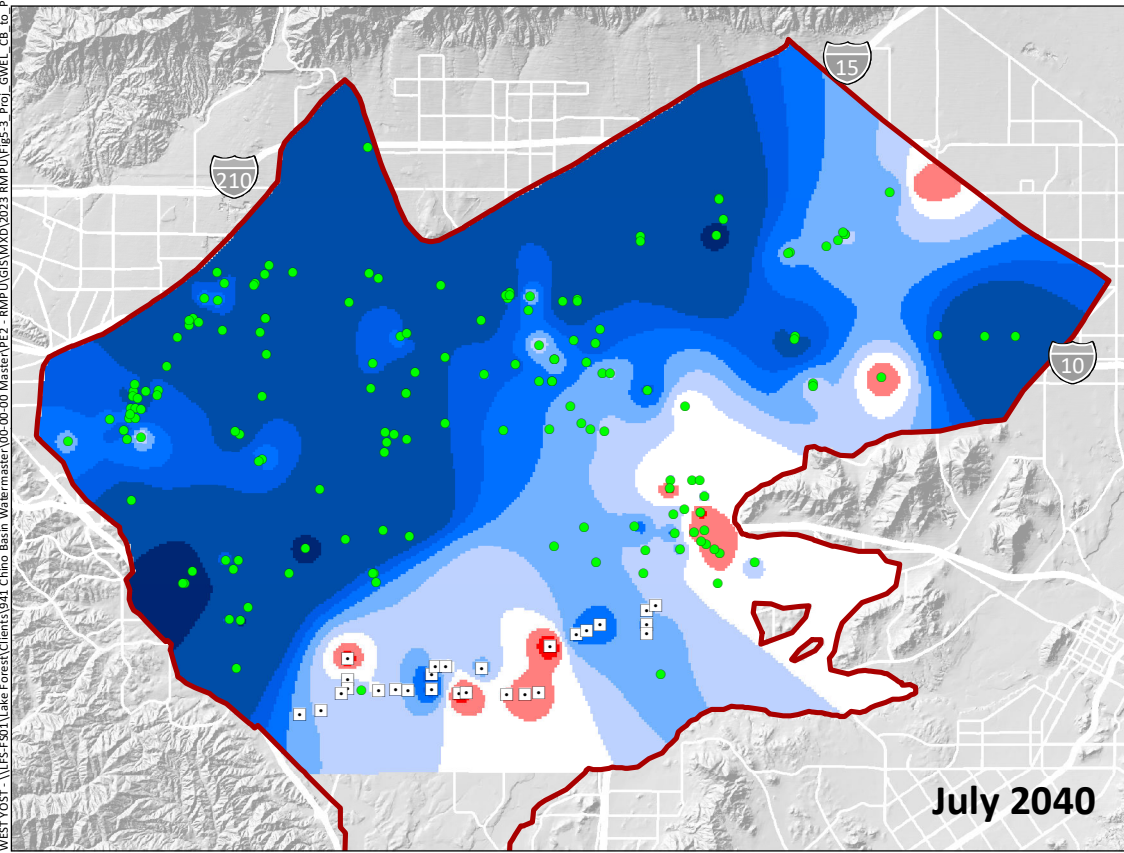 WEST YOST - \\LFS-FS01\Lake Forest\Clients\941 Chino Basin Watermaster\00-00-00 Master\PE2 - RMPU\GIS\MXD\2023 RMPU\Fig5-3_Proj_GWEL_CB_to_P
15
210
10
July 2040